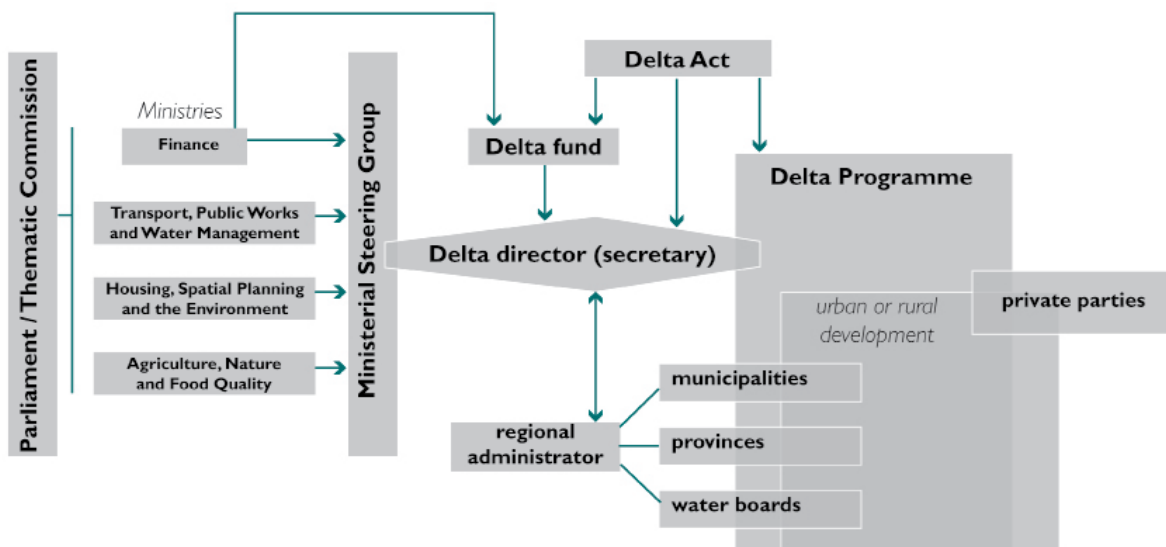 Parliament / Thematic Commission
Ministries
Finance
Transport, Public Works
and Water Management
Housing, Spatial Planning
and the Environment
Agriculture, Nature
and Food Quality
Ministerial Steering Group
Delta Act
Delta fund
Delta Programme
Delta director (secretary)
private parties
urban or rural
development
municipalities
regional
administrator
provinces
water boards